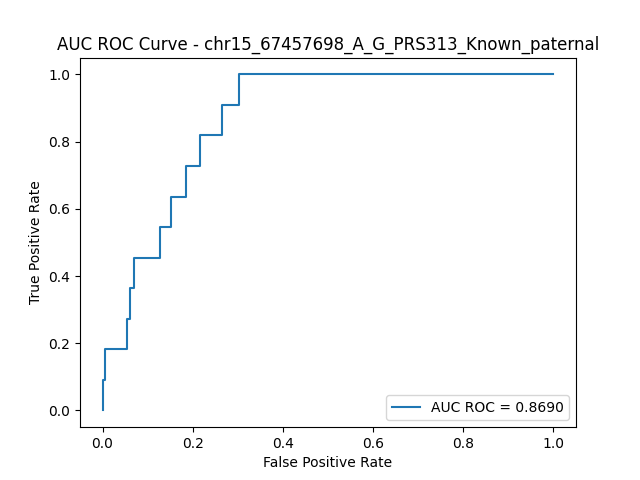 AUC ROC Curve - chr15_67457698_A_G_PRS313_Known_paternal
1.0
0.8
0.6
0.4
0.2
0.0
True Positive Rate
0.0 0.2 0.4 0.6 0.8 1.0
False Positive Rate
AUC ROC = 0.8690